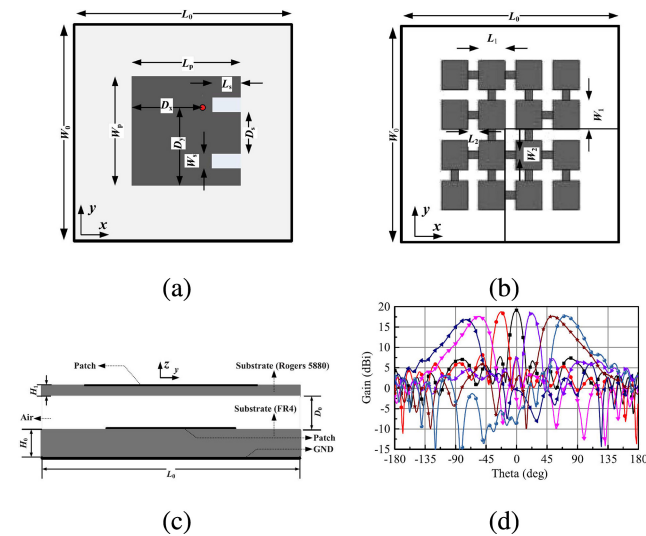 L0
Lp
Ls
Dx
Wp
W0
Dy
Ds
Ws
y
x
(a)
L0
L1
W1
W0
L2
W2
y
x
(b)
Patch
z
y
Substrate (Rogers 5880)
H1
Substrate (FR4)
D0
Air
H0
Patch
GND
L0
(c)
20
15
10
5
0
-5
-10
-15
Gain (dBi)
-180 -135 -90 -45 0 45 90 135 180
Theta (deg)
(d)